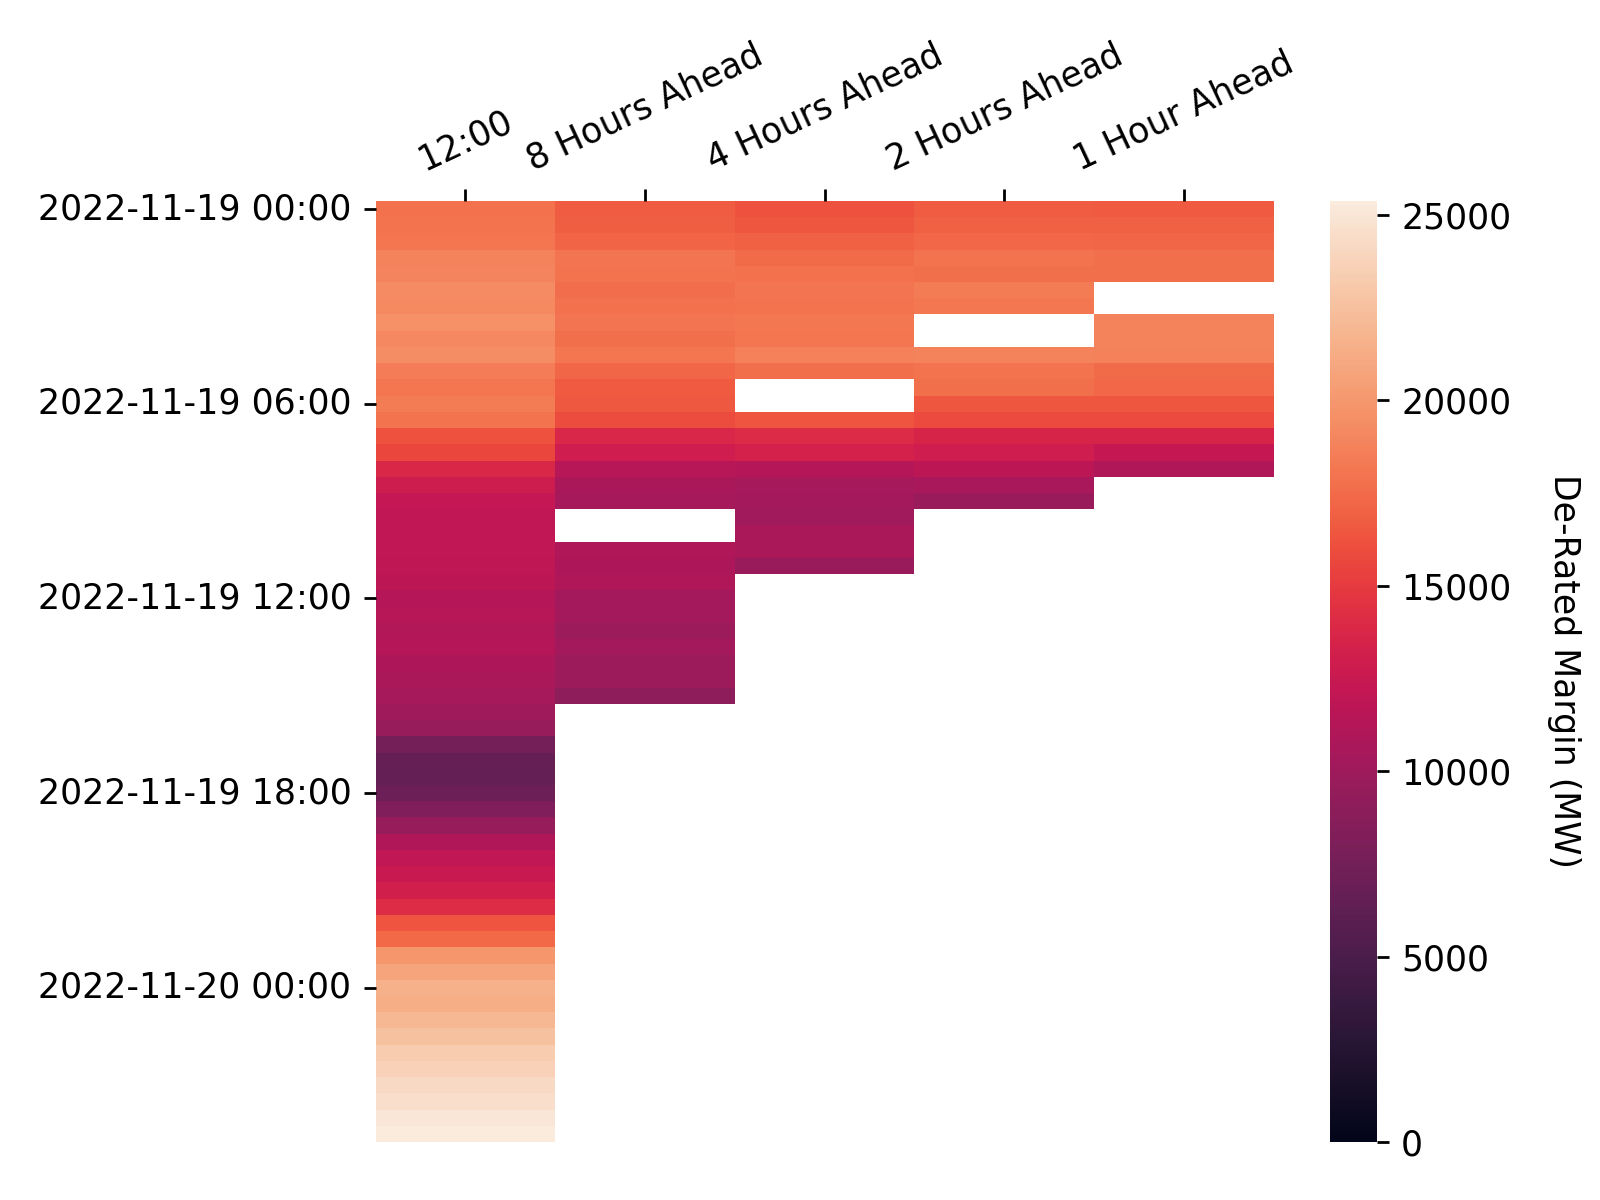 12:00
8 Hours Ahead
4 Hours Ahead
2 Hours Ahead
1 Hour Ahead
2022-11-19 00:00
2022-11-19 06:00
2022-11-19 12:00
2022-11-19 18:00
2022-11-20 00:00
25000
20000
15000
10000
5000
0
De-Rated Margin (MW)